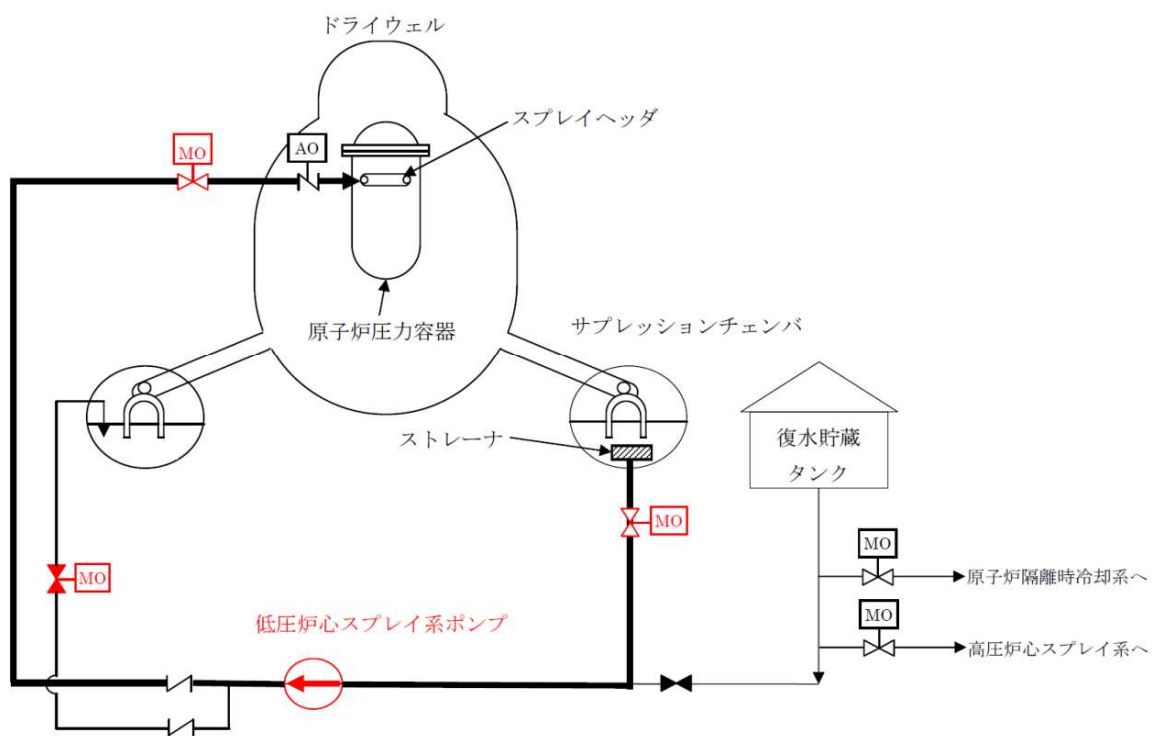 ドライウェル
スプレイヘッダ
MO
AO
原子炉圧力容器
サプレッションチェンバ
ストレーナ
復水貯蔵
タンク
MO
MO
原子炉隔離時冷却系へ
MO
低圧炉心スプレイ系ポンプ
MO
高圧炉心スプレイ系へ